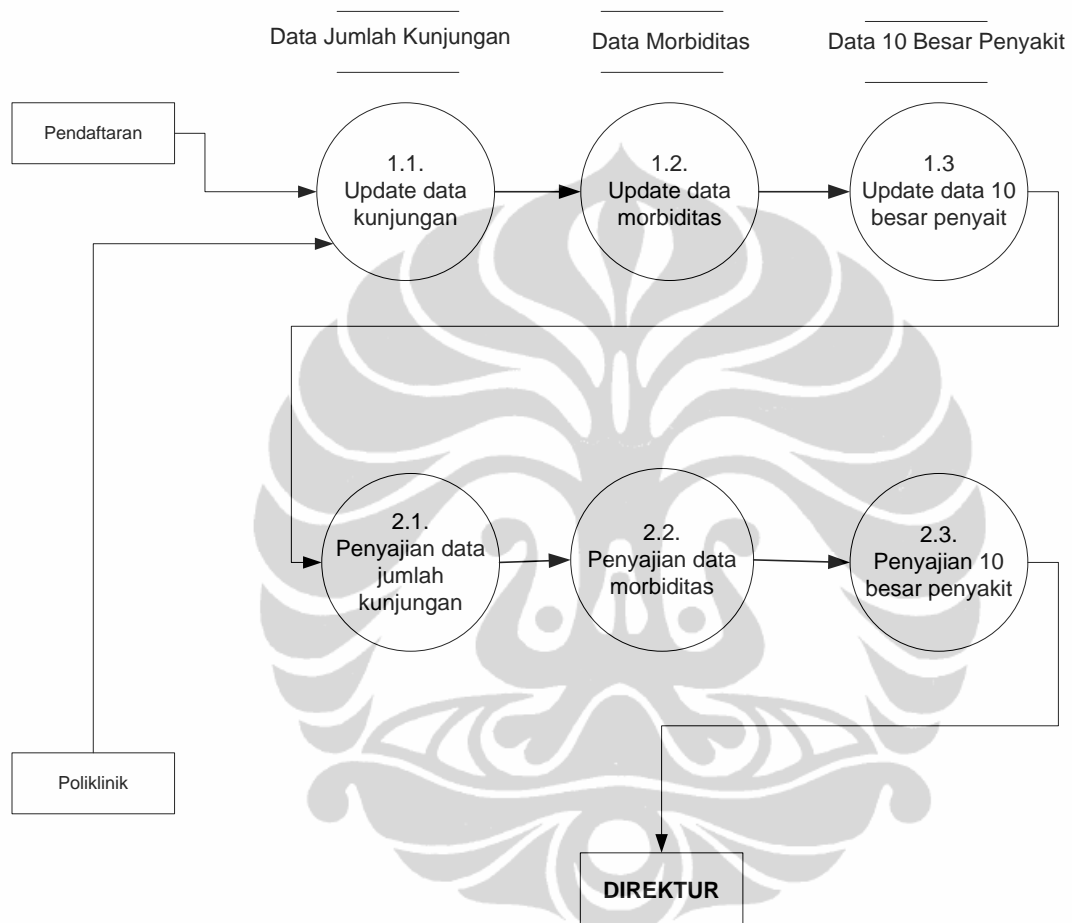 Data Jumlah Kunjungan
Data Morbiditas
Data 10 Besar Penyakit
Pendaftaran
1.1.
Update data
kunjungan
1.2.
Update data
morbiditas
1.3
Update data 10
besar penyait
2.1.
Penyajian data
jumlah
kunjungan
2.2.
Penyajian data
morbiditas
2.3.
Penyajian 10
besar penyakit
Poliklinik
DIREKTUR